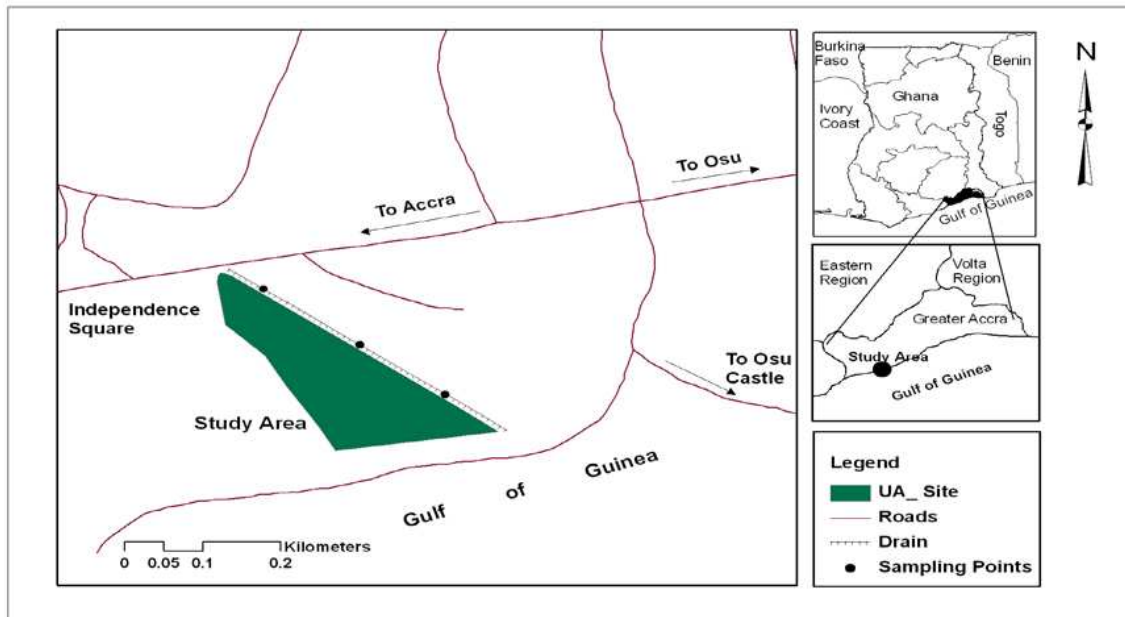 To Osu
To Accra
Independence
Square
To Osu
Castle
Study Area
Gulf of Guinea
Kilometers
0 0.05 0.1 0.2
Burkina
Faso
Benin
Ghana
Ivory
Coast
Togo
Gulf of Guinea
N
Eastern
Region
Volta
Region
Greater Accra
Study Area
Gulf of Guinea
Legend
UA_ Site
Roads
Drain
Sampling Points